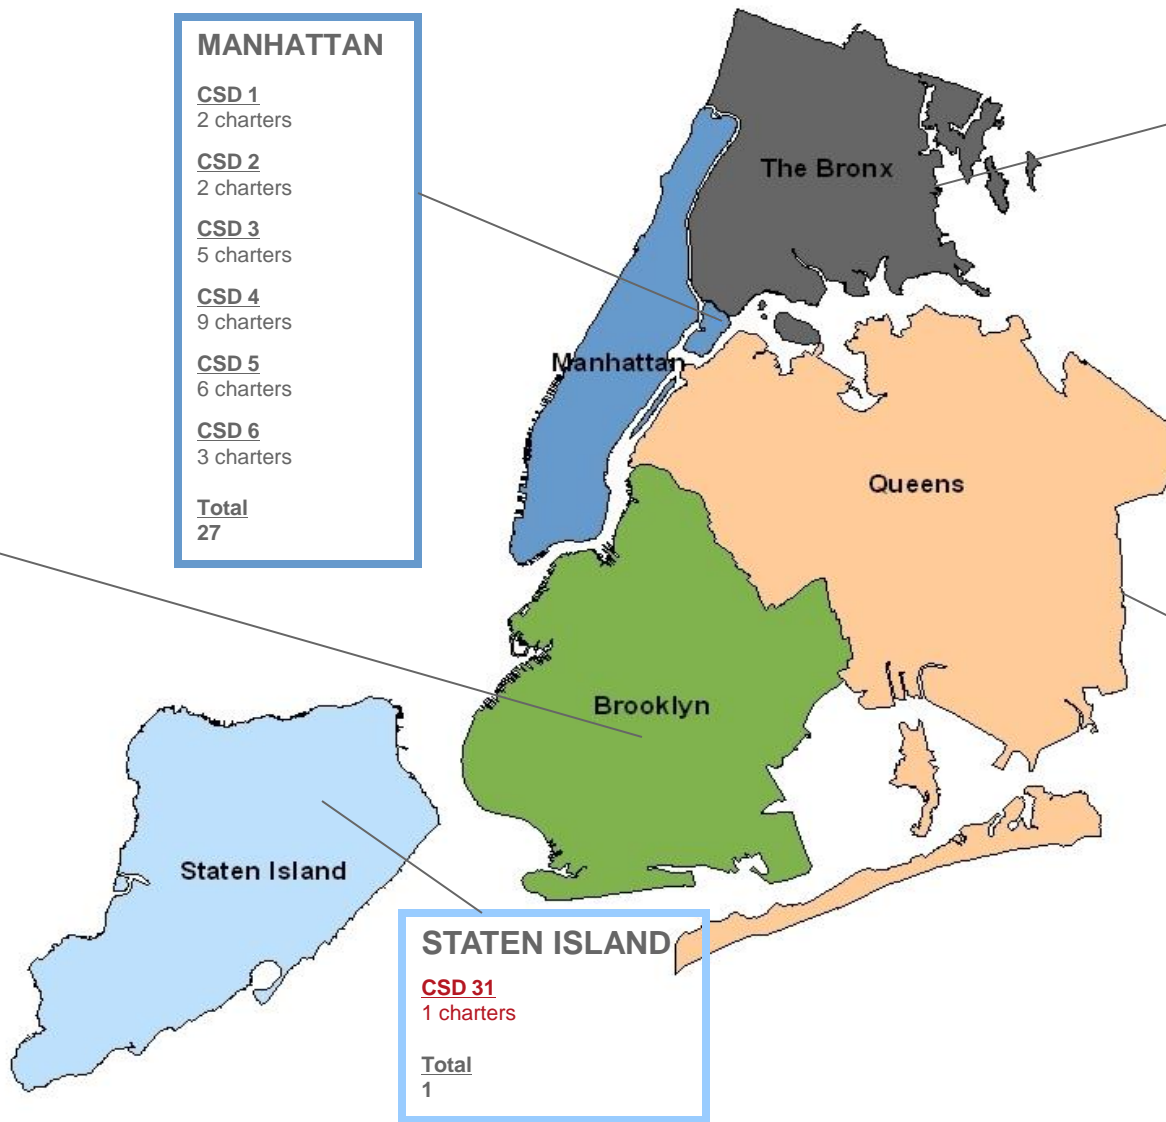 MANHATTAN
CSD 1
2 charters
CSD 2
2 charters
CSD 3
5 charters
CSD 4
9 charters
CSD 5
6 charters
CSD 6
3 charters
Total
27
The Bronx
Manhattan
Queens
Brooklyn
Staten Island
STATEN ISLAND
CSD 31
1 charters
Total
1